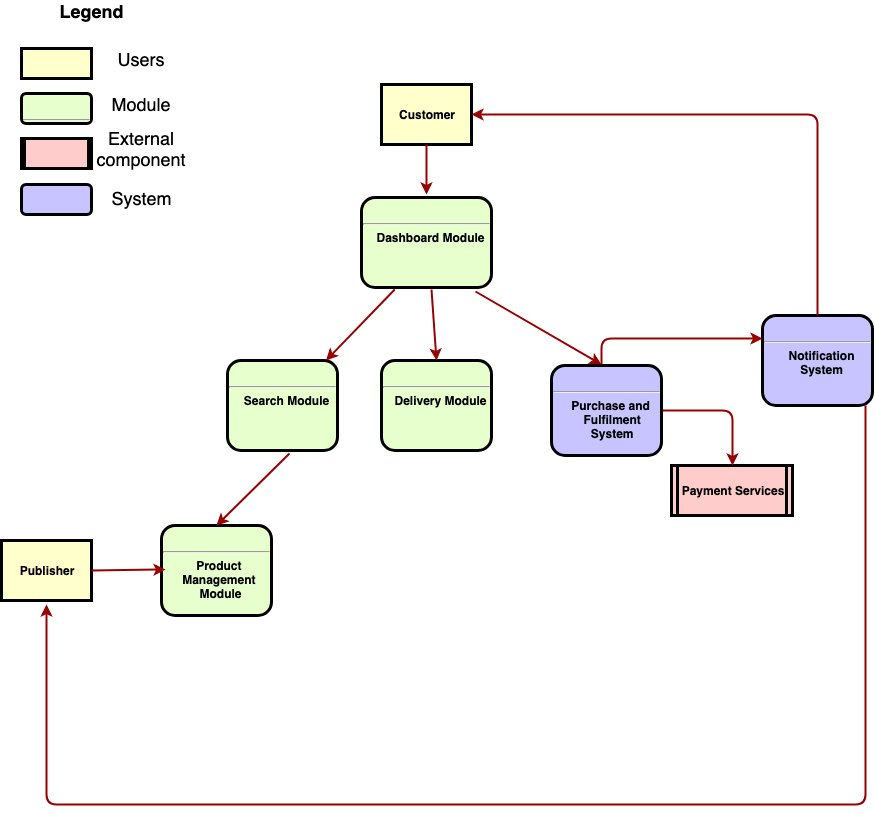 Legend
Users
Module
External
component
System
Customer
Dashboard Module
Search Module
Delivery Module
Purchase and
Fulfilment
System
Notification
System
Payment Services
Publisher
Product
Management
Module